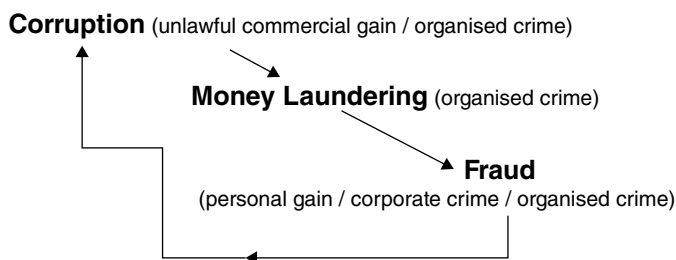 Corruption (unlawful commercial gain / organised crime)
Money Laundering (organised crime)
Fraud
(personal gain / corporate crime / organised crime)